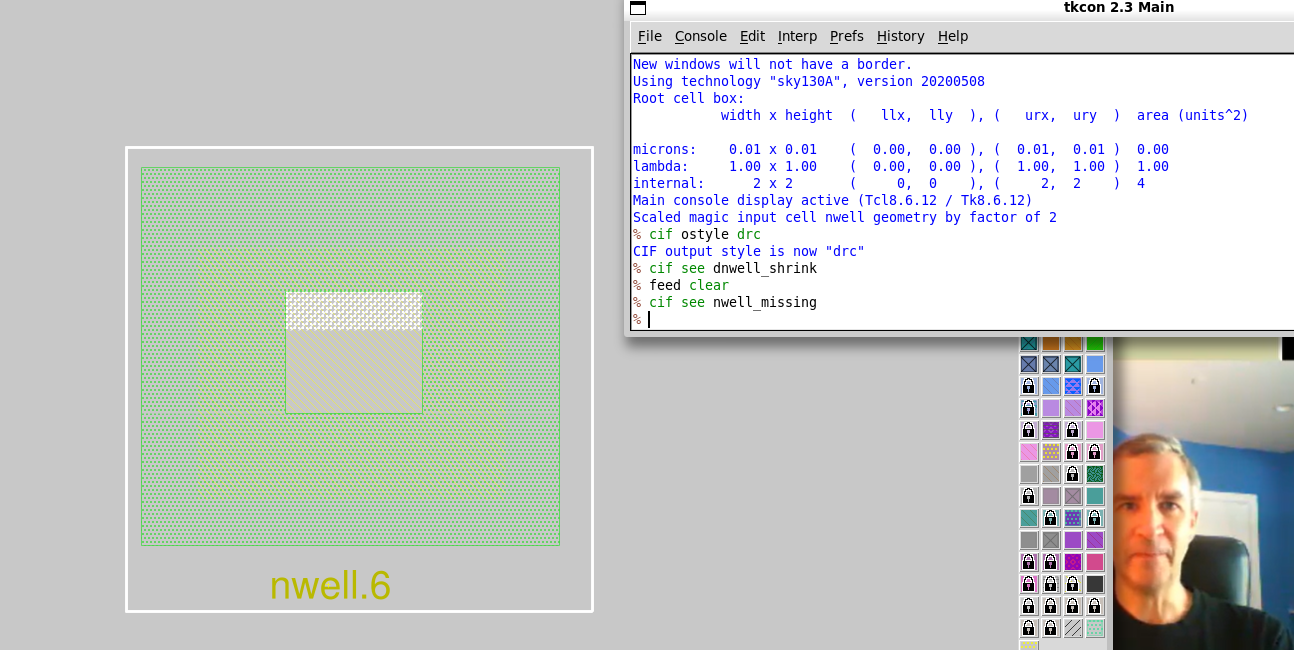 tkcon 2.3 Main
File Console Edit Interp Prefs History Help
New windows will not have a border.
Using technology "sky130A", version 20200508
Root cell box:
width x height ( llx, lly ), ( urx, ury ) area (units^2)
microns: 0.01 x 0.01 ( 0.00, 0.00 ), ( 0.01, 0.01 ) 0.00
lambda: 1.00 x 1.00 ( 0.00, 0.00 ), ( 1.00, 1.00 ) 1.00
internal: 2 x 2 ( 0, 0 ), ( 2, 2 ) 4
Main console display active (Tcl8.6.12 / Tk8.6.12)
Scaled magic input cell nwell geometry by factor of 2
% cif ostyle drc
CIF output style is now "drc"
% cif see dnwell_shrink
% feed clear
% cif see nwell_missing
%
nwell.6